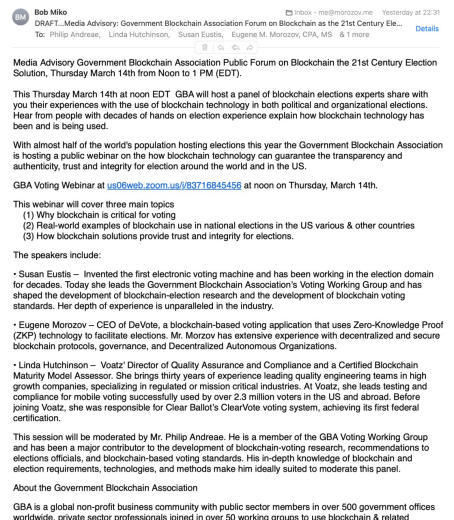 BM
Bob Miko
Inbox - me@morozov.me
Yesterday at 22:31
DRAFT...Media Advisory: Government Blockchain Association Forum on Blockchain as the 21st Century Ele...
To: Philip Andreae, Linda Hutchinson, Susan Eustis, Eugene M. Morozov, CPA, MS & 1 more
Details
Media Advisory Government Blockchain Association Public Forum on Blockchain the 21st Century Election
Solution, Thursday March 14th from Noon to 1 PM (EDT).
This Thursday March 14th at noon EDT GBA will host a panel of blockchain elections experts share with
you their experiences with the use of blockchain technology in both political and organizational elections.
Hear from people with decades of hands on election experience explain how blockchain technology has
been and is being used.
With almost half of the world's population hosting elections this year the Government Blockchain Association
is hosting a public webinar on the how blockchain technology can guarantee the transparency and
authenticity, trust and integrity for election around the world and in the US.
GBA Voting Webinar at us06web.zoom.us/j/83716845456 at noon on Thursday, March 14th.
This webinar will cover three main topics
(1) Why blockchain is critical for voting
(2) Real-world examples of blockchain use in national elections in the US various & other countries
(3) How blockchain solutions provide trust and integrity for elections.
The speakers include:
• Susan Eustis – Invented the first electronic voting machine and has been working in the election domain
for decades. Today she leads the Government Blockchain Association's Voting Working Group and has
shaped the development of blockchain-election research and the development of blockchain voting
standards. Her depth of experience is unparalleled in the industry.
• Eugene Morozov – CEO of DeVote, a blockchain-based voting application that uses Zero-Knowledge Proof
(ZKP) technology to facilitate elections. Mr. Morzov has extensive experience with decentralized and secure
blockchain protocols, governance, and Decentralized Autonomous Organizations.
• Linda Hutchinson – Voatz' Director of Quality Assurance and Compliance and a Certified Blockchain
Maturity Model Assessor. She brings thirty years of experience leading quality engineering teams in high
growth companies, specializing in regulated or mission critical industries. At Voatz, she leads testing and
compliance for mobile voting successfully used by over 2.3 million voters in the US and abroad. Before
joining Voatz, she was responsible for Clear Ballot's ClearVote voting system, achieving its first federal
certification.
This session will be moderated by Mr. Philip Andreae. He is a member of the GBA Voting Working Group
and has been a major contributor to the development of blockchain-voting research, recommendations to
elections officials, and blockchain-based voting standards. His in-depth knowledge of blockchain and
election requirements, technologies, and methods make him ideally suited to moderate this panel.
About the Government Blockchain Association
GBA is a global non-profit business community with public sector members in over 500 government offices
worldwide, private sector professionals joined in over 50 working groups to use blockchain & related